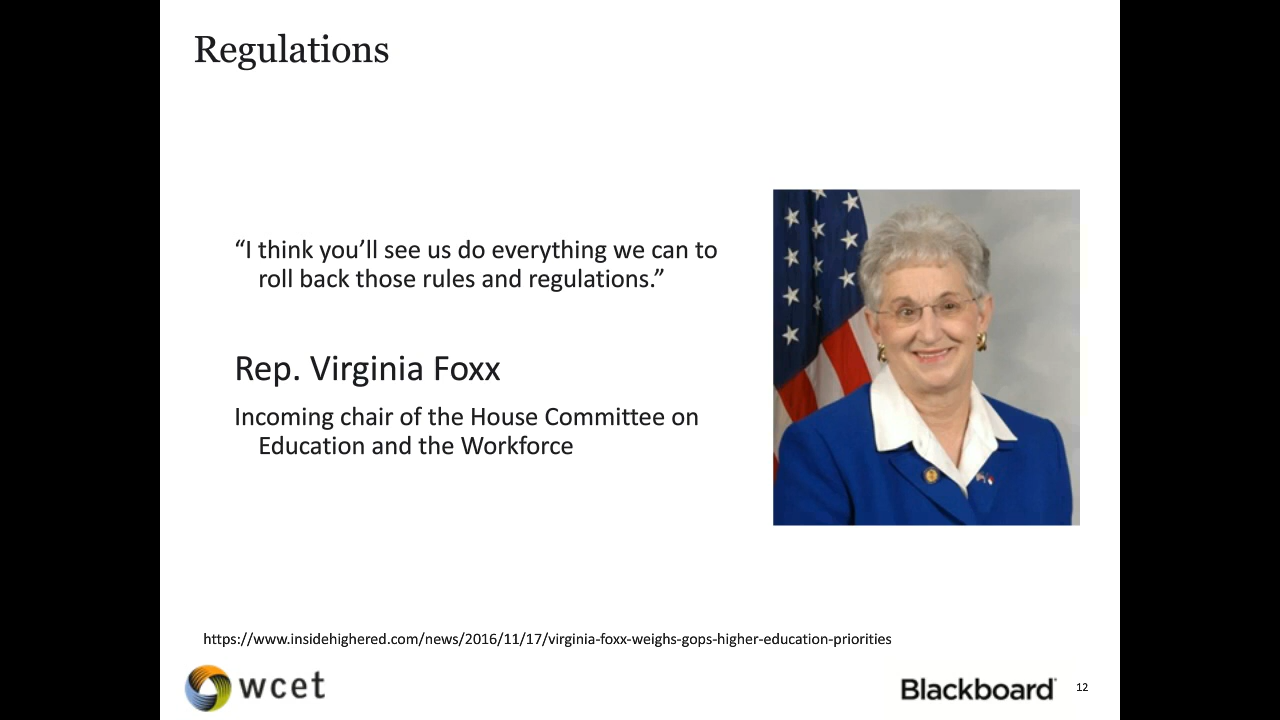 Regulations
“I think you’ll see us do everything we can to
roll back those rules and regulations.”
Rep. Virginia Foxx
Incoming chair of the House Committee on
Education and the Workforce
https://www.insidehighered.com/news/2016/11/17/virginia-foxx-weighs-gops-higher-education-priorities
wcet
Blackboard
12